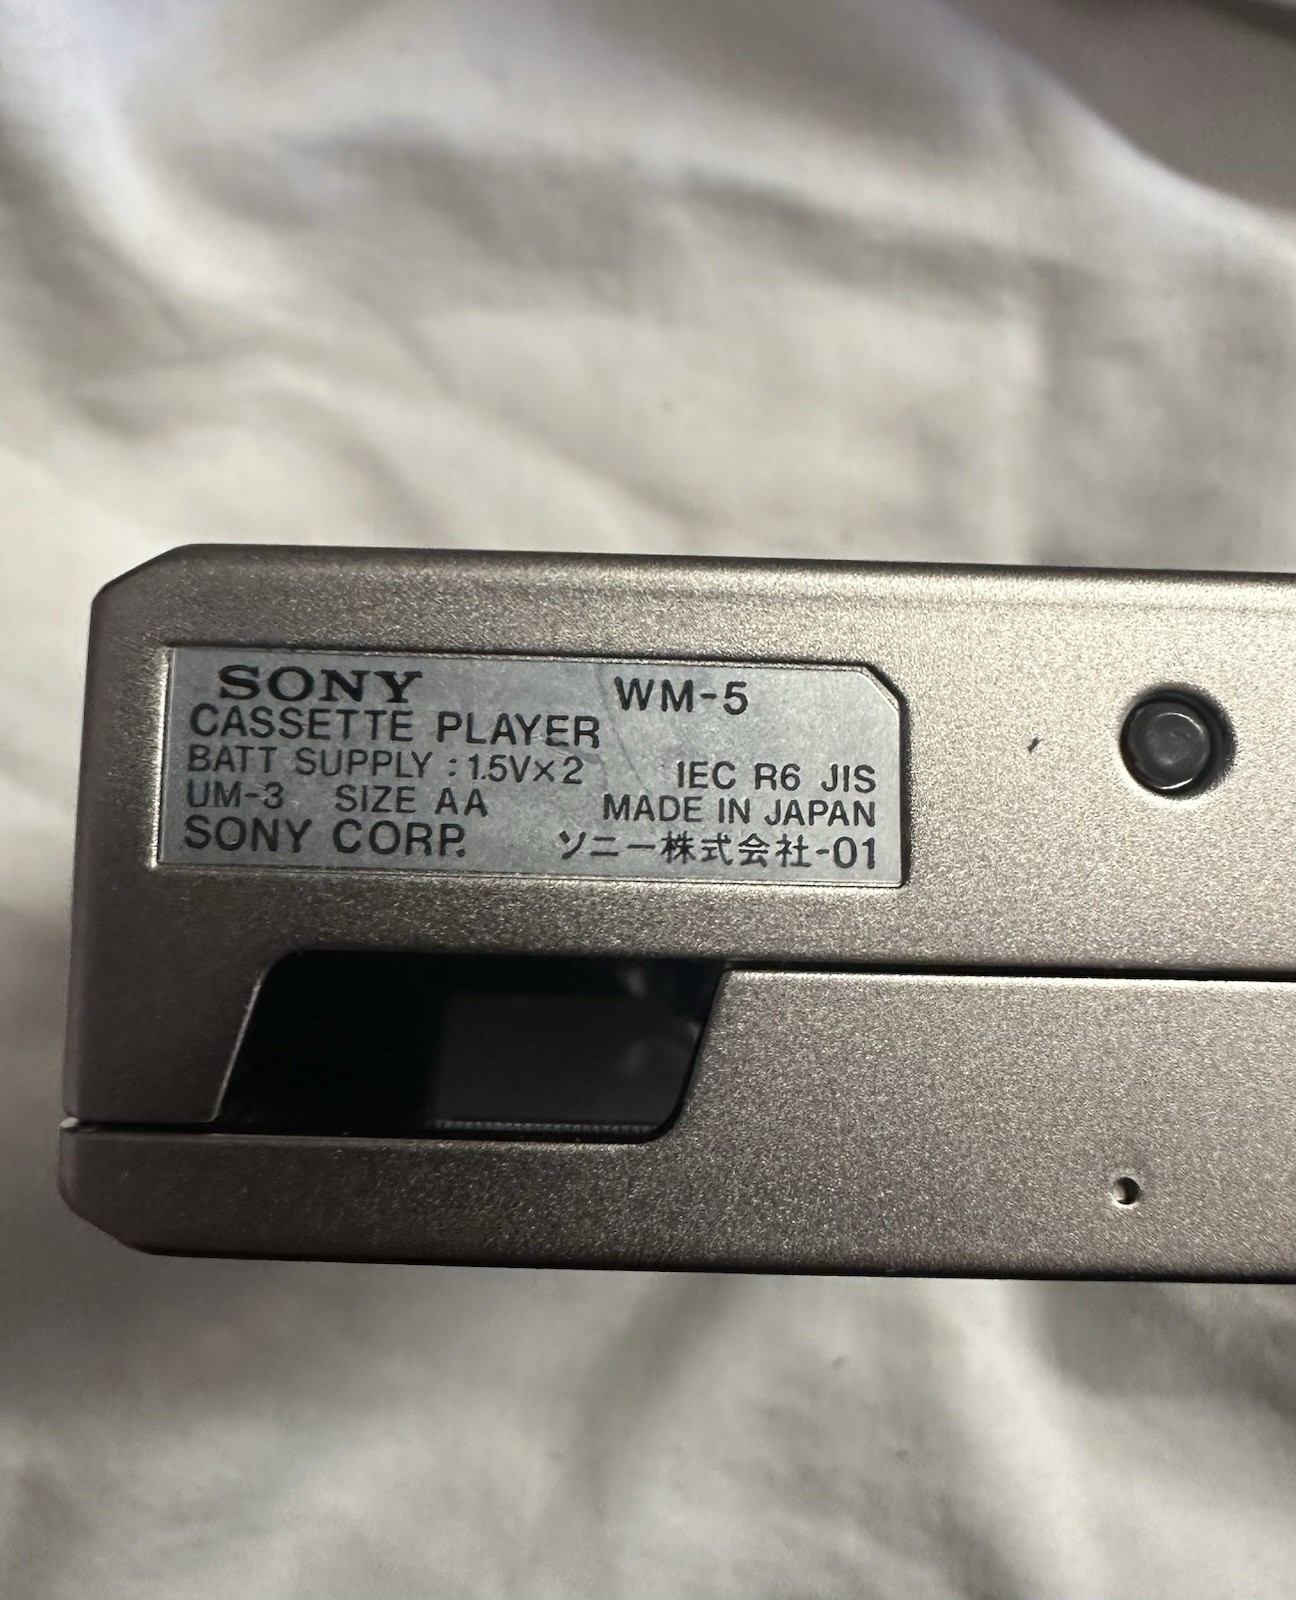 SONY WM-5
CASSETTE PLAYER
BATT SUPPLY : 1.5V×2 IEC R6 JIS
UM-3 SIZE AA MADE IN JAPAN
SONY CORP. ソニー株式会社-01